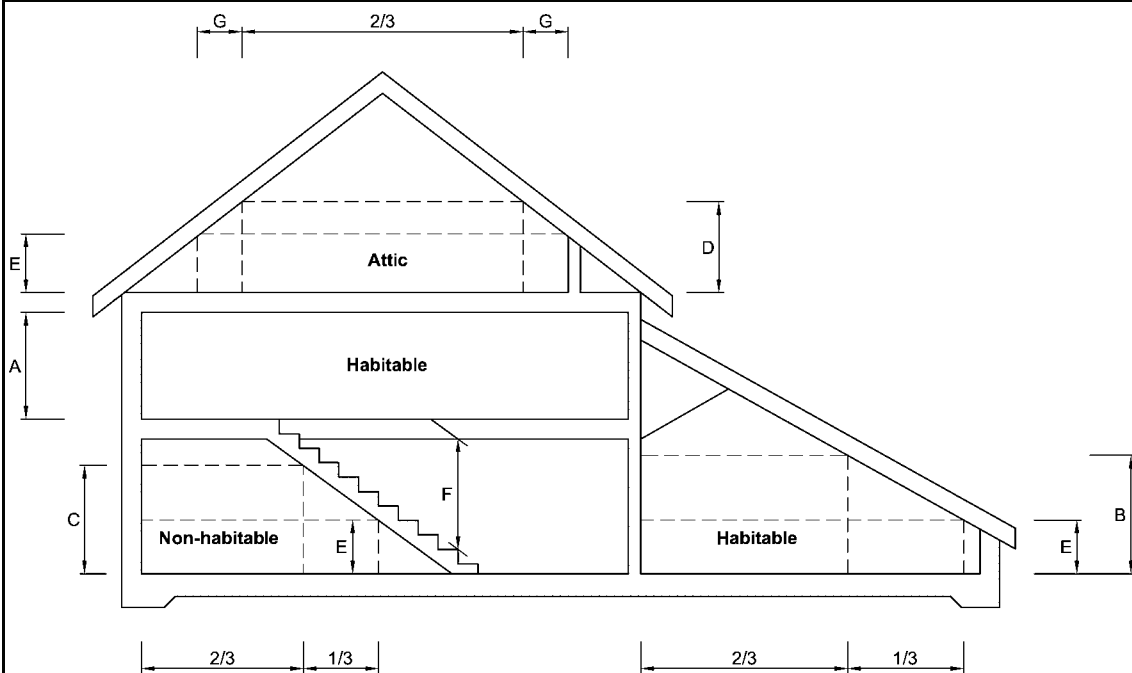 G 2/3 G
E Attic D
A Habitable
C Non-habitable E F Habitable E B
2/3 1/3 2/3 1/3